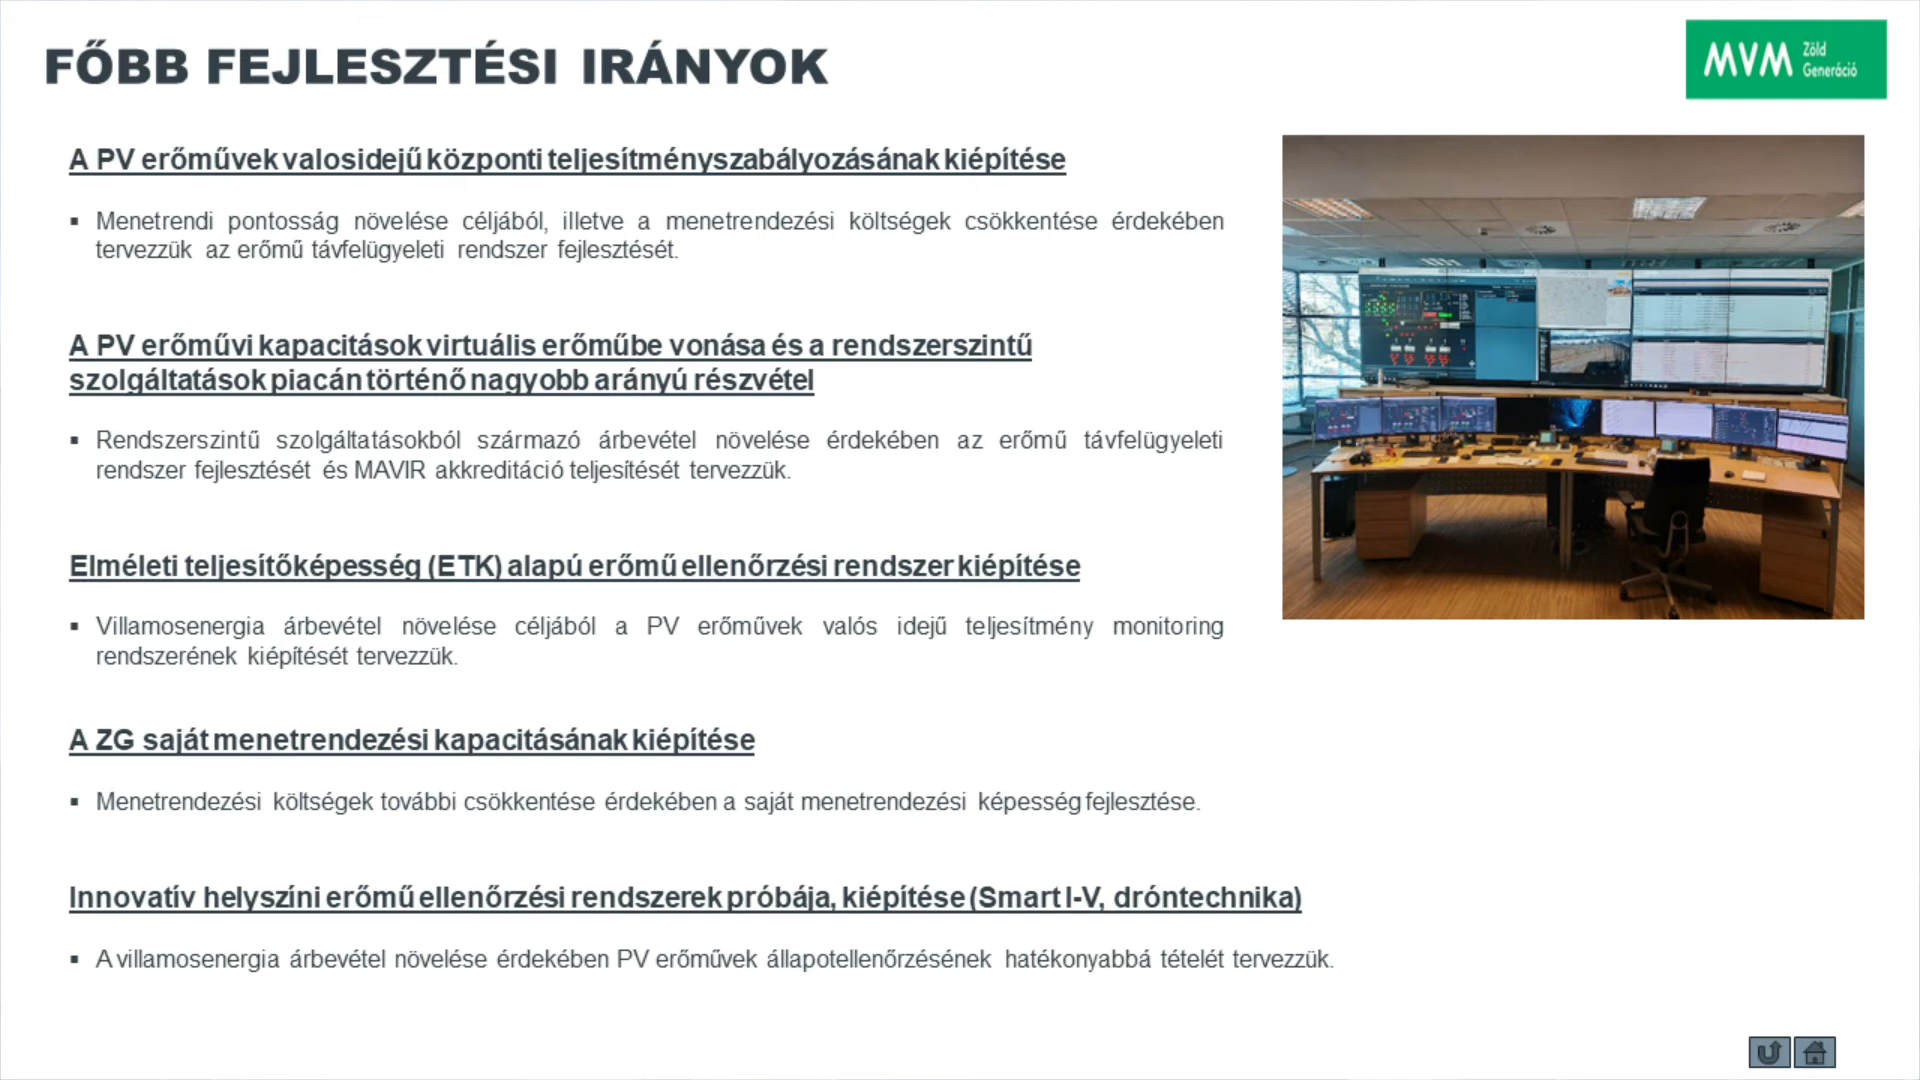 FŐBB FEJLESZTÉSI IRÁNYOK
MVM Zöld
Generáció
A PV erőművek valosidejű központi teljesítményszabályozásának kiépítése
▪ Menetrendi pontosság növelése céljából, illetve a menetrendezési költségek csökkentése érdekében
tervezzük az erőmű távfelügyeleti rendszer fejlesztését.
A PV erőművi kapacitások virtuális erőműbe vonása és a rendszerszintű
szolgáltatások piacán történő nagyobb arányú részvétel
▪ Rendszerszintű szolgáltatásokból származó árbevétel növelése érdekében az erőmű távfelügyeleti
rendszer fejlesztését és MAVIR akkreditáció teljesítését tervezzük.
Elméleti teljesítőképesség (ETK) alapú erőmű ellenőrzési rendszer kiépítése
▪ Villamosenergia árbevétel növelése céljából a PV erőművek valós idejű teljesítmény monitoring
rendszerének kiépítését tervezzük.
A ZG saját menetrendezési kapacitásának kiépítése
▪ Menetrendezési költségek további csökkentése érdekében a saját menetrendezési képesség fejlesztése.
Innovatív helyszíni erőmű ellenőrzési rendszerek próbája, kiépítése (Smart I-V, dróntechnika)
▪ A villamosenergia árbevétel növelése érdekében PV erőművek állapotellenőrzésének hatékonyabbá tételét tervezzük.